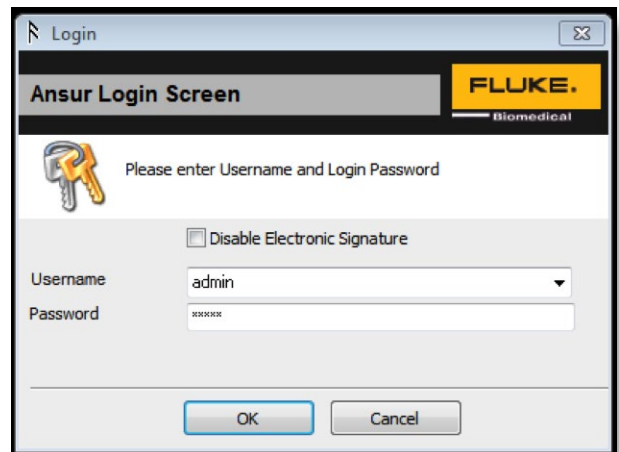 Login
Ansur Login Screen
FLUKE.
Biomedical
Please enter Username and Login Password
Disable Electronic Signature
Username
admin
Password
*****
OK
Cancel